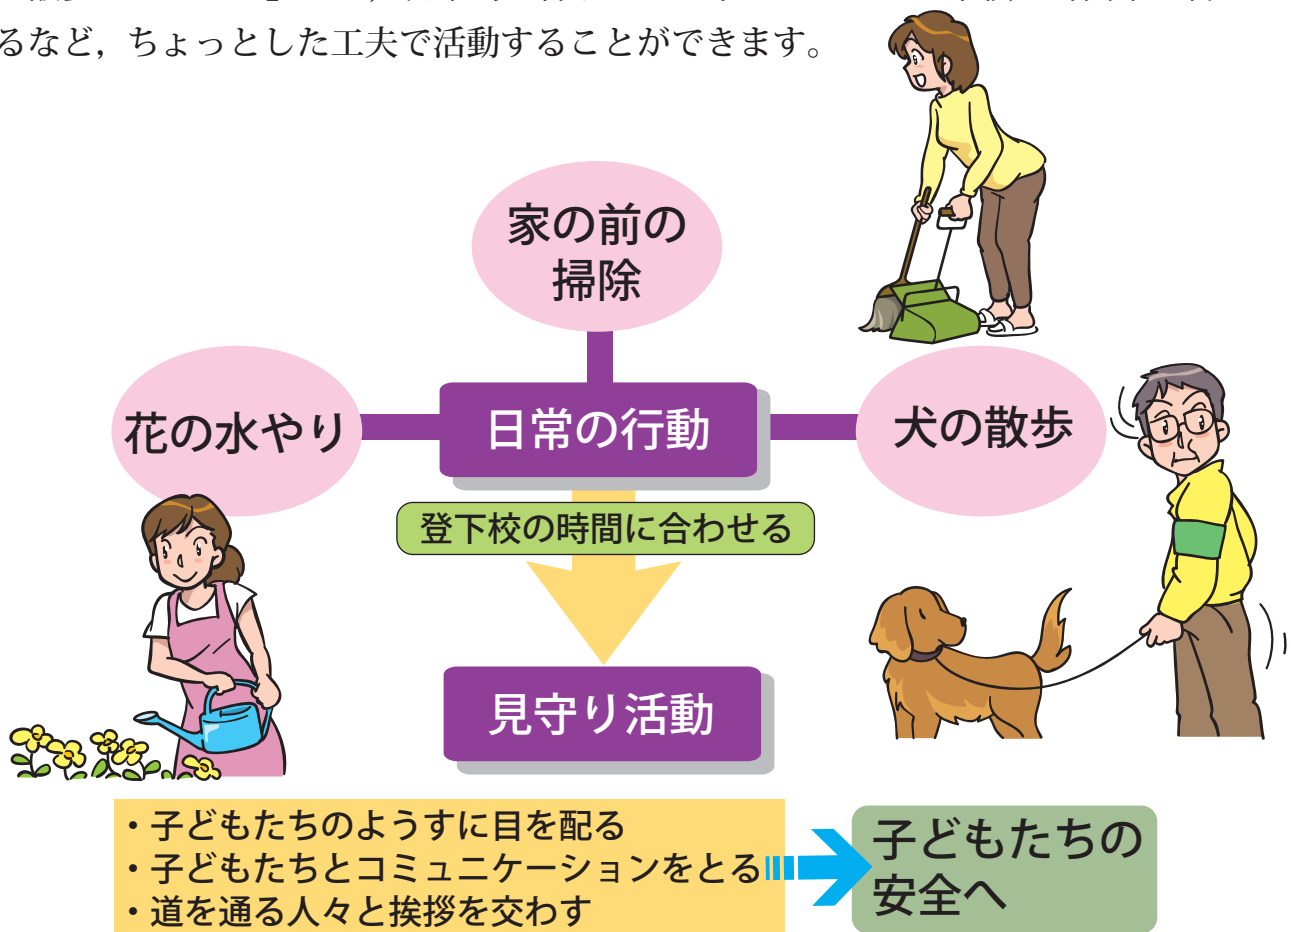 るなど，ちょっとした工夫で活動することができます。
家の前の
掃除
花の水やり
日常の行動
犬の散歩
登下校の時間に合わせる
見守り活動
・子どもたちのようすに目を配る
・子どもたちとコミュニケーションをとる
・道を通る人々と挨拶を交わす
子どもたちの
安全へ